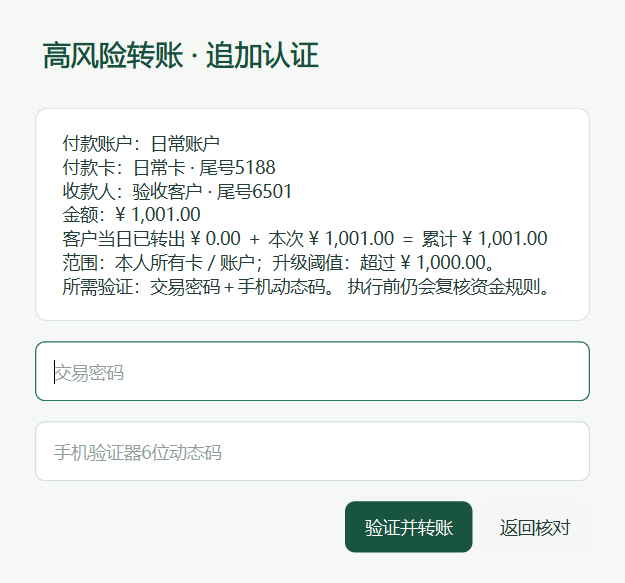 高风险转账 · 追加认证
付款账户：日常账户
付款卡：日常卡 · 尾号5188
收款人：验收客户 · 尾号6501
金额：¥ 1,001.00
客户当日已转出 ¥ 0.00 + 本次 ¥ 1,001.00 = 累计 ¥ 1,001.00
范围：本人所有卡 / 账户；升级阈值：超过 ¥ 1,000.00。
所需验证：交易密码 + 手机动态码。 执行前仍会复核资金规则。
交易密码
手机验证器6位动态码
验证并转账 返回核对